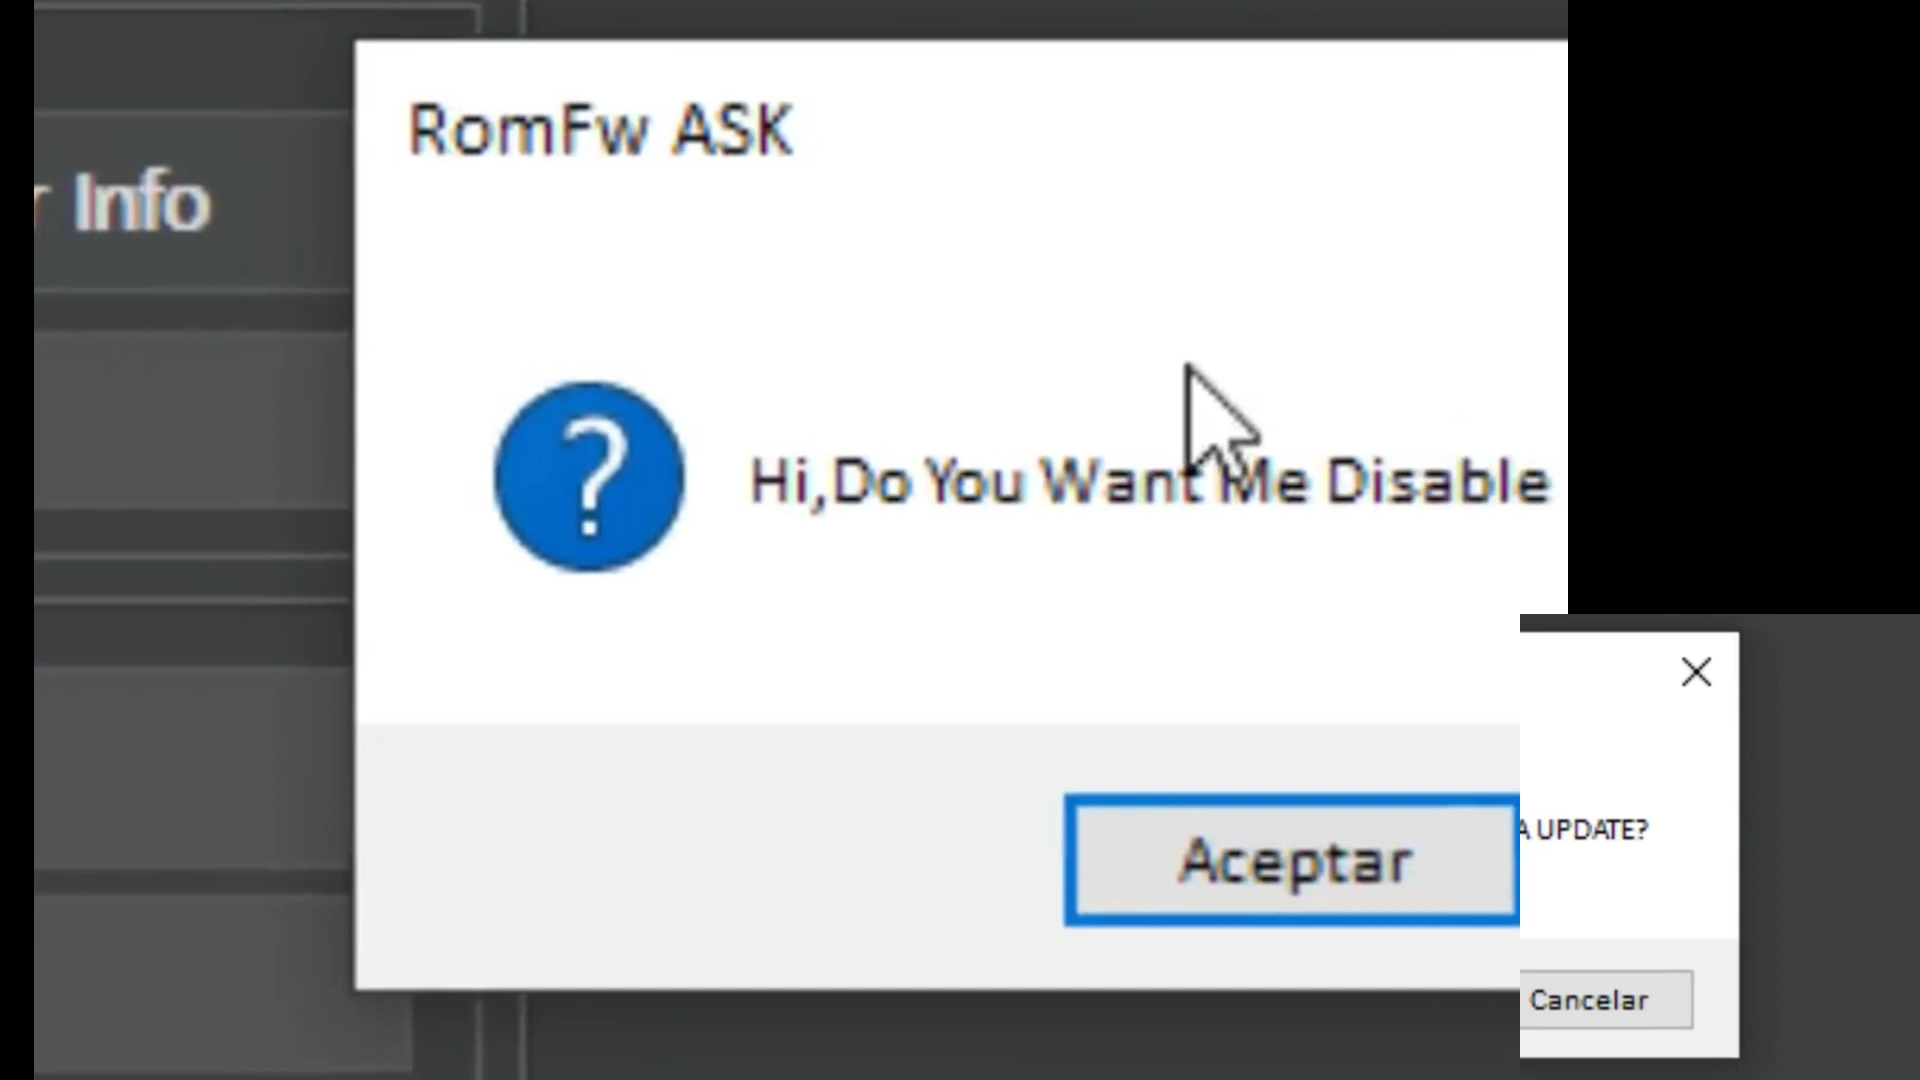 RomFw ASK
Info
Hi,Do You Want Me Disable
A UPDATE?
Aceptar
Cancelar